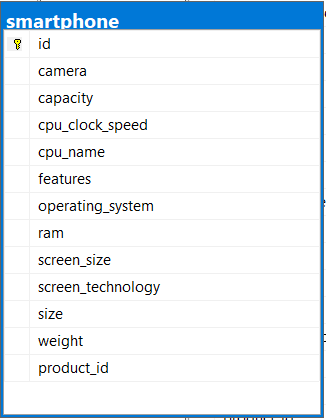 smartphone
id
camera
capacity
cpu_clock_speed
cpu_name
features
operating_system
ram
screen_size
screen_technology
size
weight
product_id